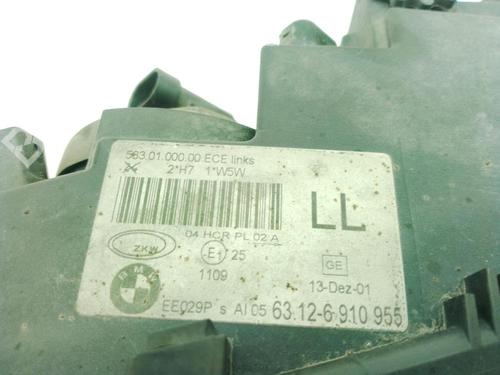 563.01.000.00 ECE links
2*H7 1*W5W
LL
04 HCR PL 02 A
ZKW
E1 25
GE
BMW
1109
13-Dez-01
EE029P s AI 05 63.12-6 910 955